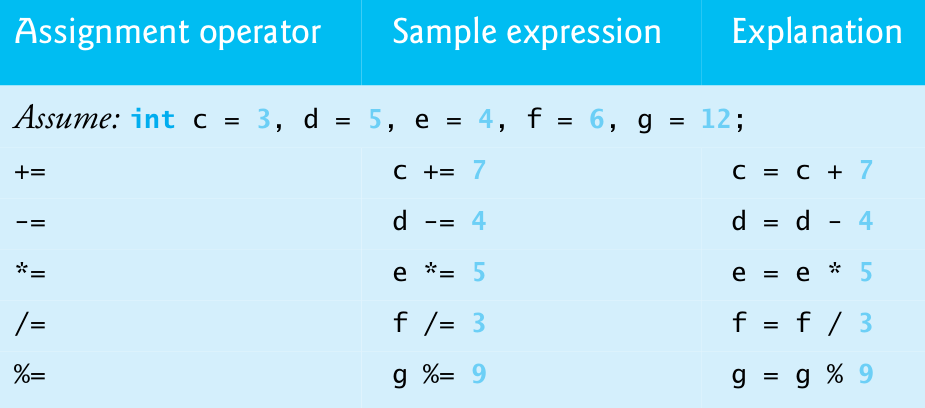 Assignment operator Sample expression Explanation
Assume: int c = 3, d = 5, e = 4, f = 6, g = 12;
+= c += 7 c = c + 7
-= d -= 4 d = d - 4
*= e *= 5 e = e * 5
/= f /= 3 f = f / 3
%= g %= 9 g = g % 9